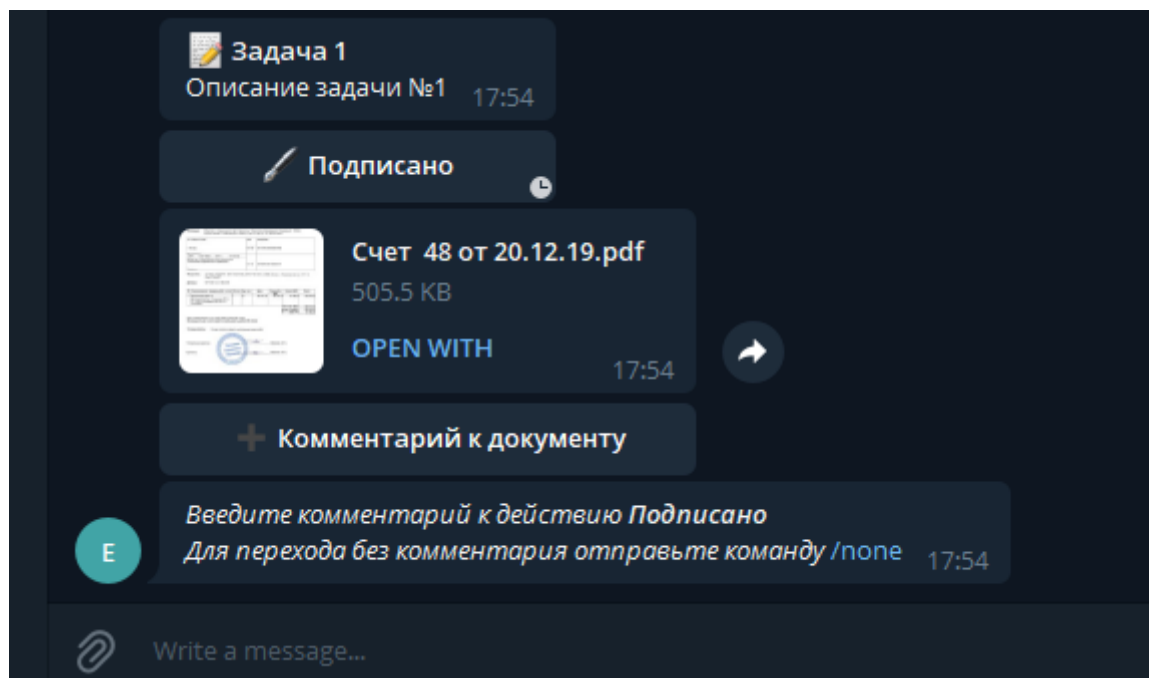 📝 Задача 1
Описание задачи №1 17:54
🖌 Подписано
Счет 48 от 20.12.19.pdf
505.5 KB
OPEN WITH
17:54
➕ Комментарий к документу
Введите комментарий к действию Подписано
Для перехода без комментария отправьте команду /none 17:54
E
Write a message...